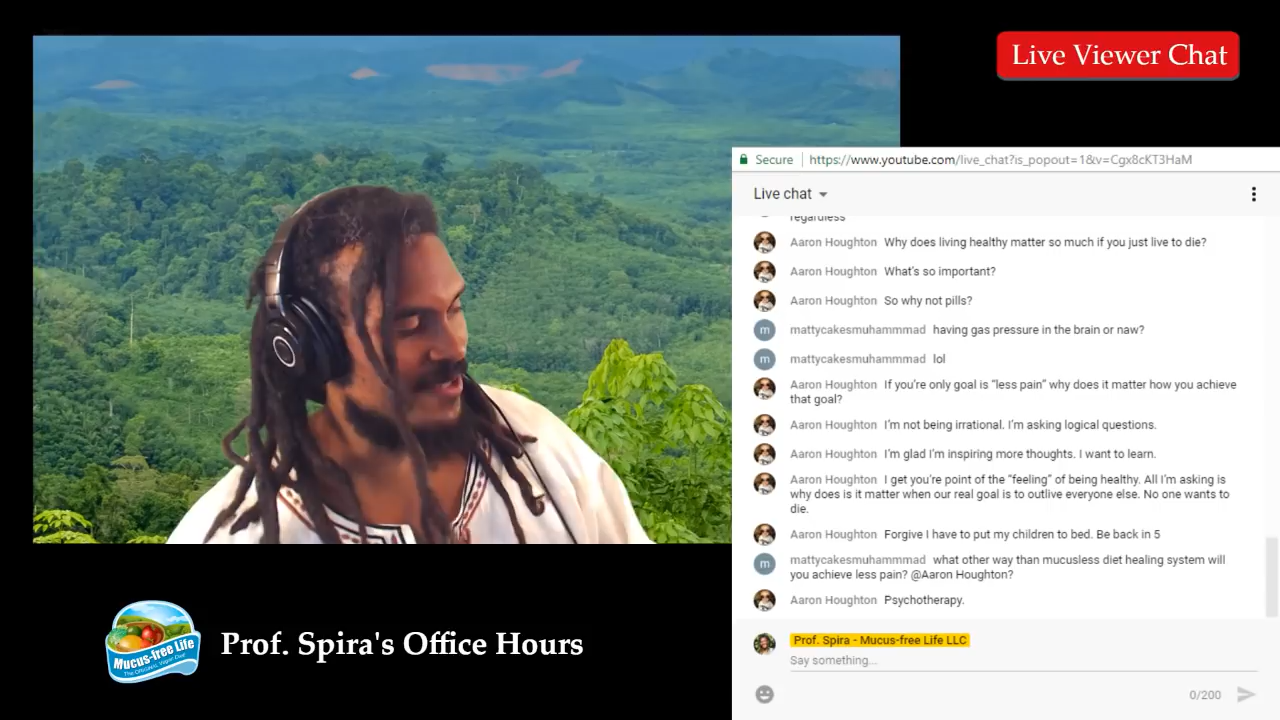 Live Viewer Chat
Secure https://www.youtube.com/live_chat?is_popout=1&v=Cgx8cKT3HaM
Live chat
regardless
Aaron Houghton Why does living healthy matter so much if you just live to die?
Aaron Houghton What's so important?
Aaron Houghton So why not pills?
m mattycakesmuhammmad having gas pressure in the brain or naw?
m mattycakesmuhammmad lol
Aaron Houghton If you're only goal is “less pain” why does it matter how you achieve
that goal?
Aaron Houghton I'm not being irrational. I'm asking logical questions.
Aaron Houghton I'm glad I'm inspiring more thoughts. I want to learn.
Aaron Houghton I get you're point of the “feeling” of being healthy. All I'm asking is
why does is it matter when our real goal is to outlive everyone else. No one wants to
die.
Aaron Houghton Forgive I have to put my children to bed. Be back in 5
m mattycakesmuhammmad what other way than mucusless diet healing system will
you achieve less pain? @Aaron Houghton?
Aaron Houghton Psychotherapy.
Prof. Spira - Mucus-free Life LLC
Say something...
0/200
Mucus-free Life
The ORIGINAL Vegan Diet
Prof. Spira's Office Hours